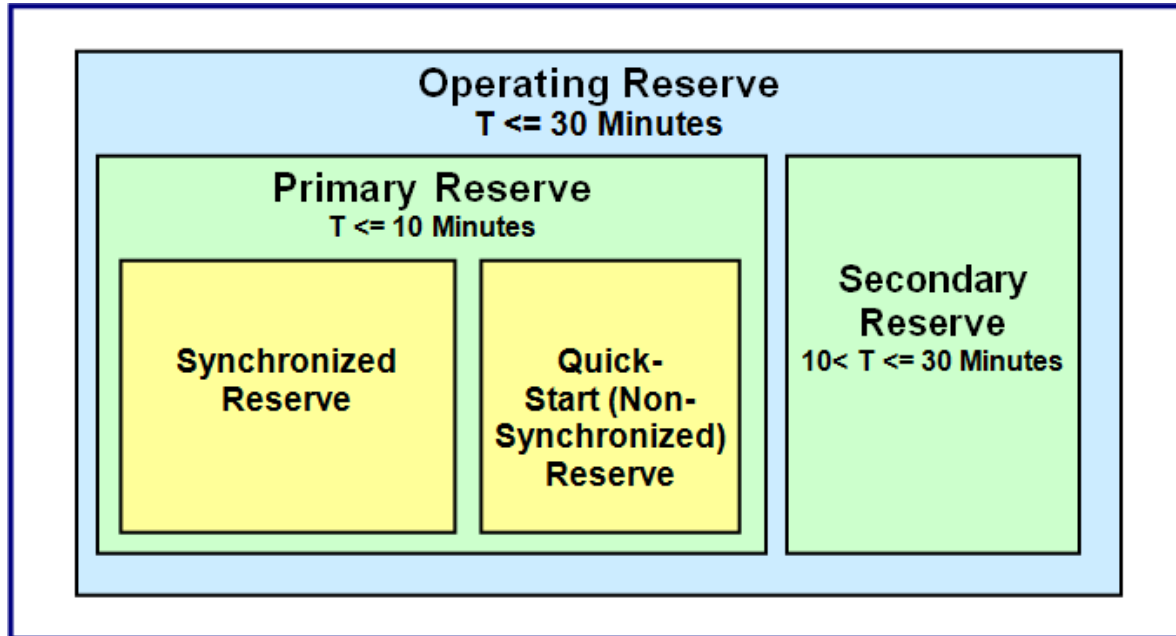 Operating Reserve
T <= 30 Minutes
Primary Reserve
T <= 10 Minutes
Synchronized
Reserve
Quick-
Start (Non-
Synchronized)
Reserve
Secondary
Reserve
10< T <= 30 Minutes